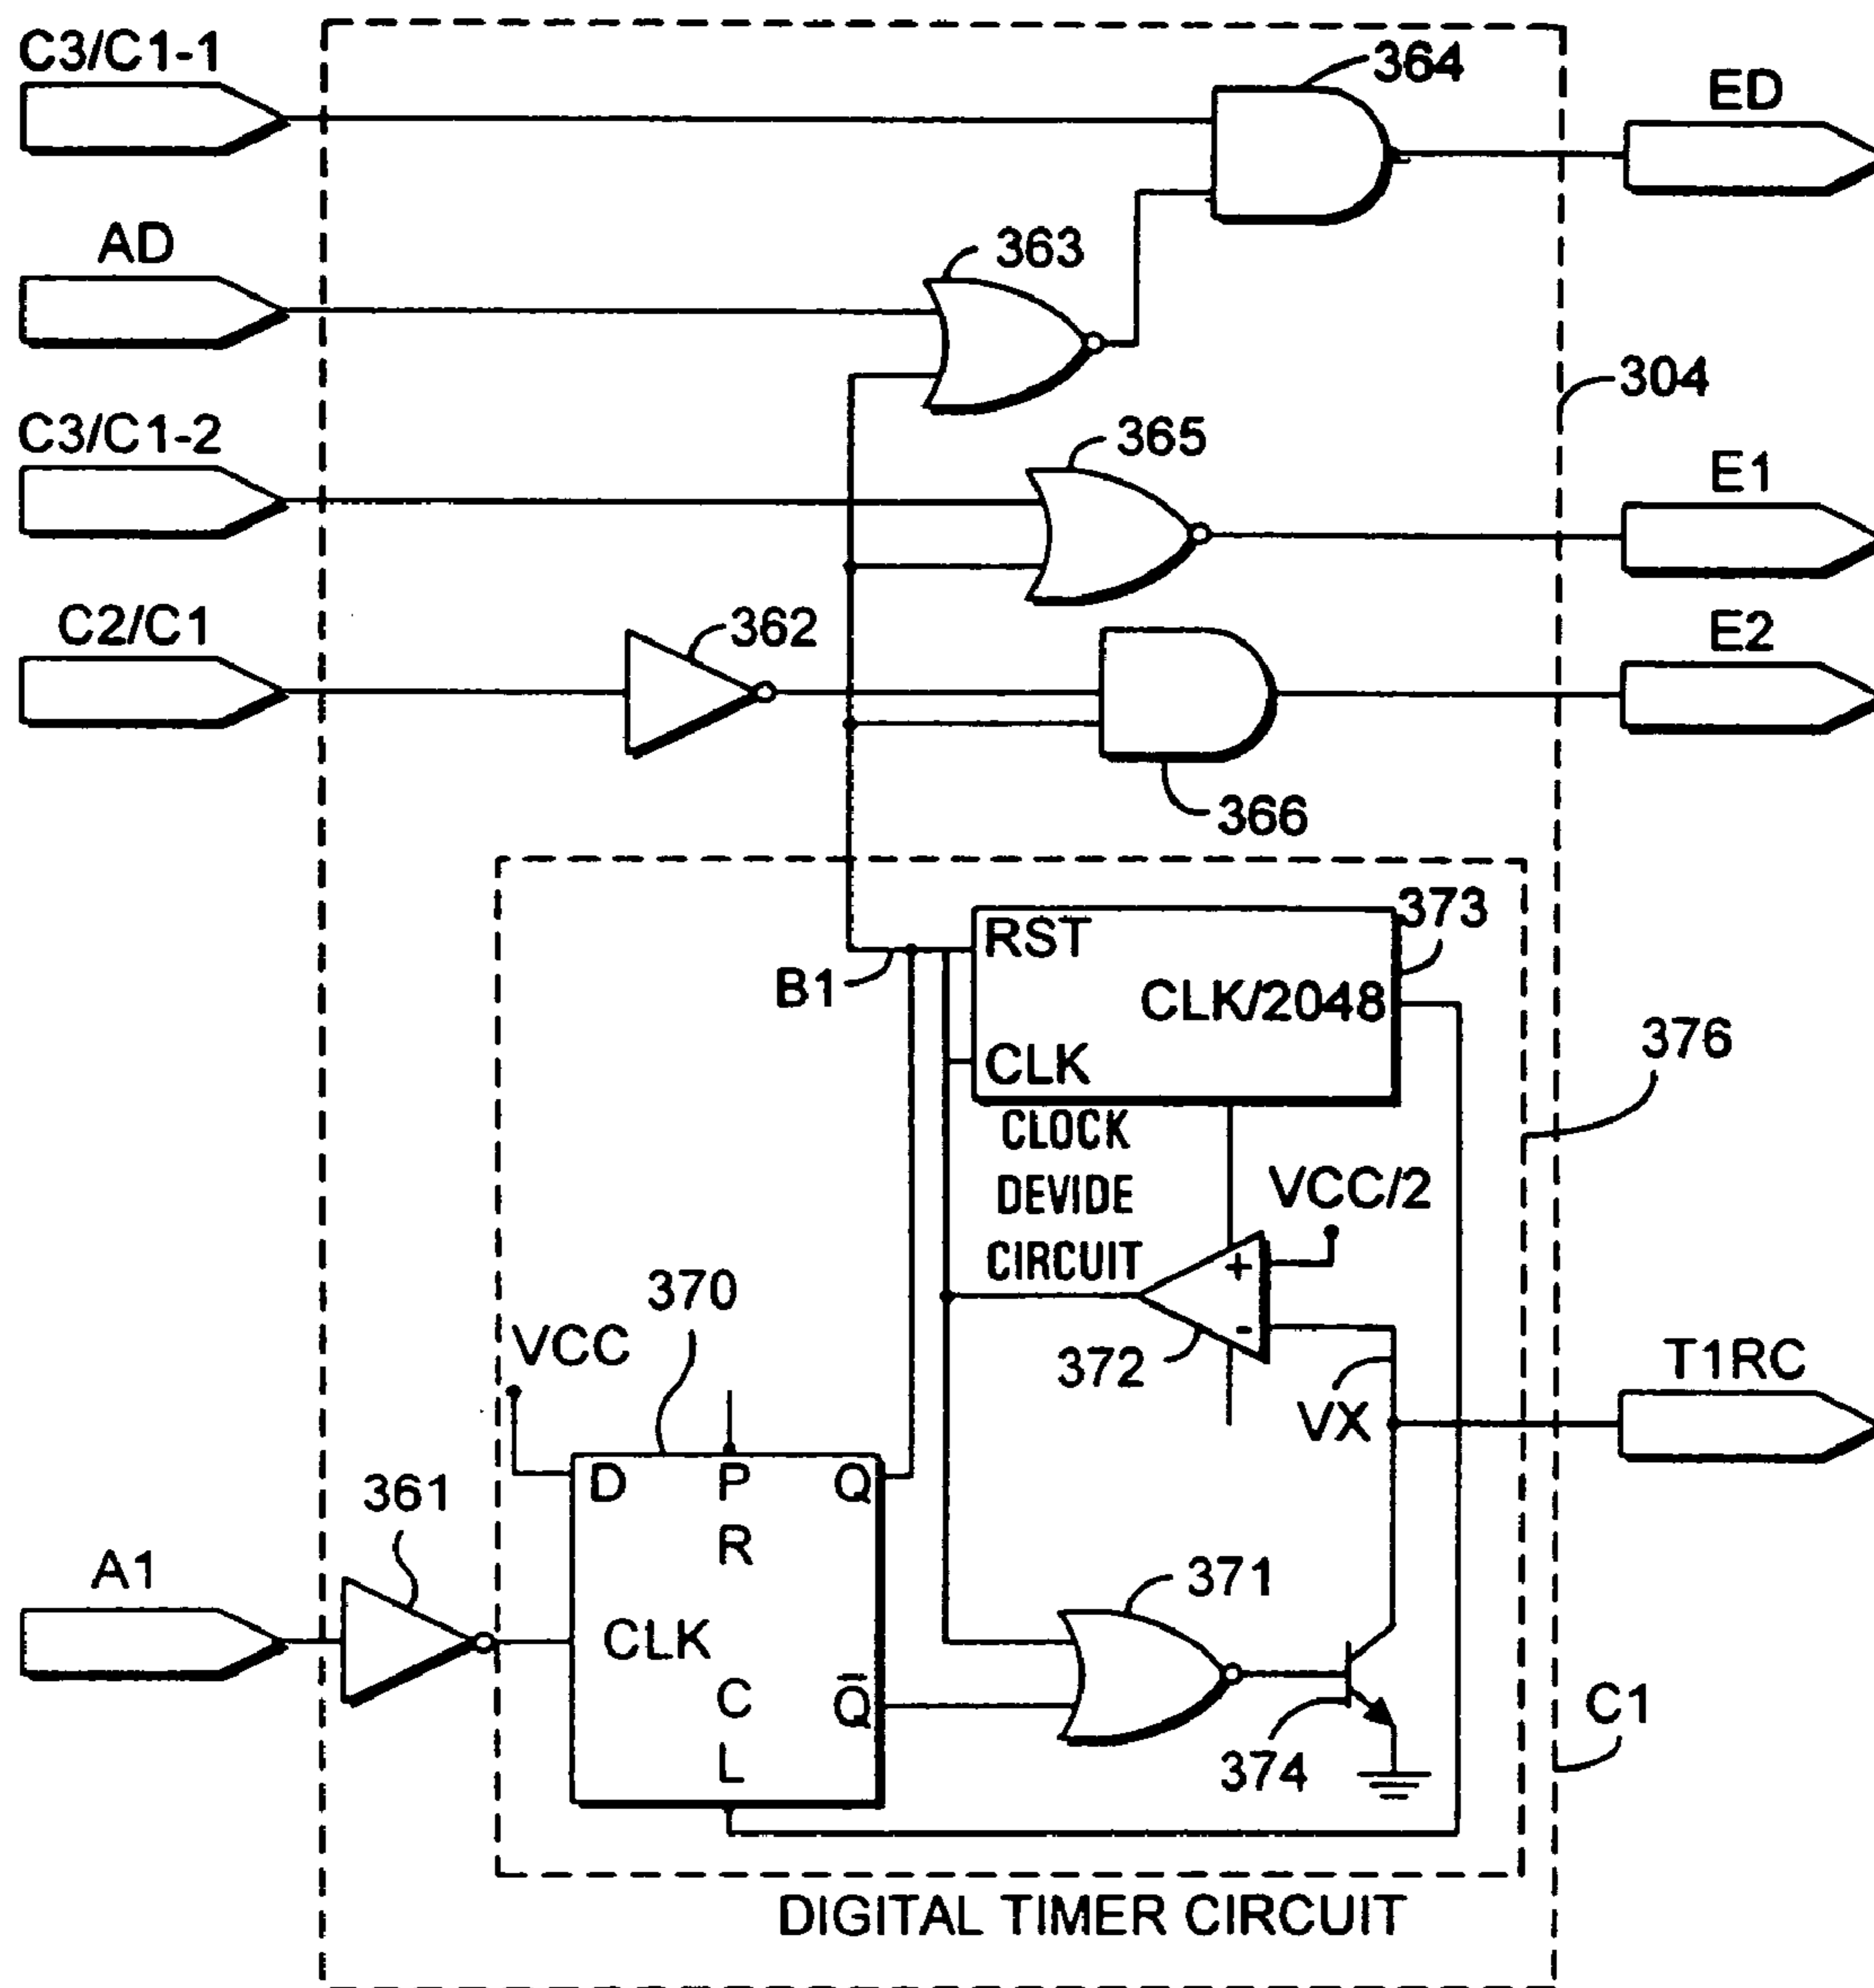 C3/C1-1
364
ED
AD
363
304
C3/C1-2
365
E1
C2/C1
362
E2
366
373
RST
B1
CLK/2048
376
CLK
CLOCK
DEVIDE
CIRCUIT
VCC/2
+
-
370
VCC
372
T1RC
VX
D
P
R
Q
361
A1
371
CLK
C
L
Q̅
C1
374
DIGITAL TIMER CIRCUIT